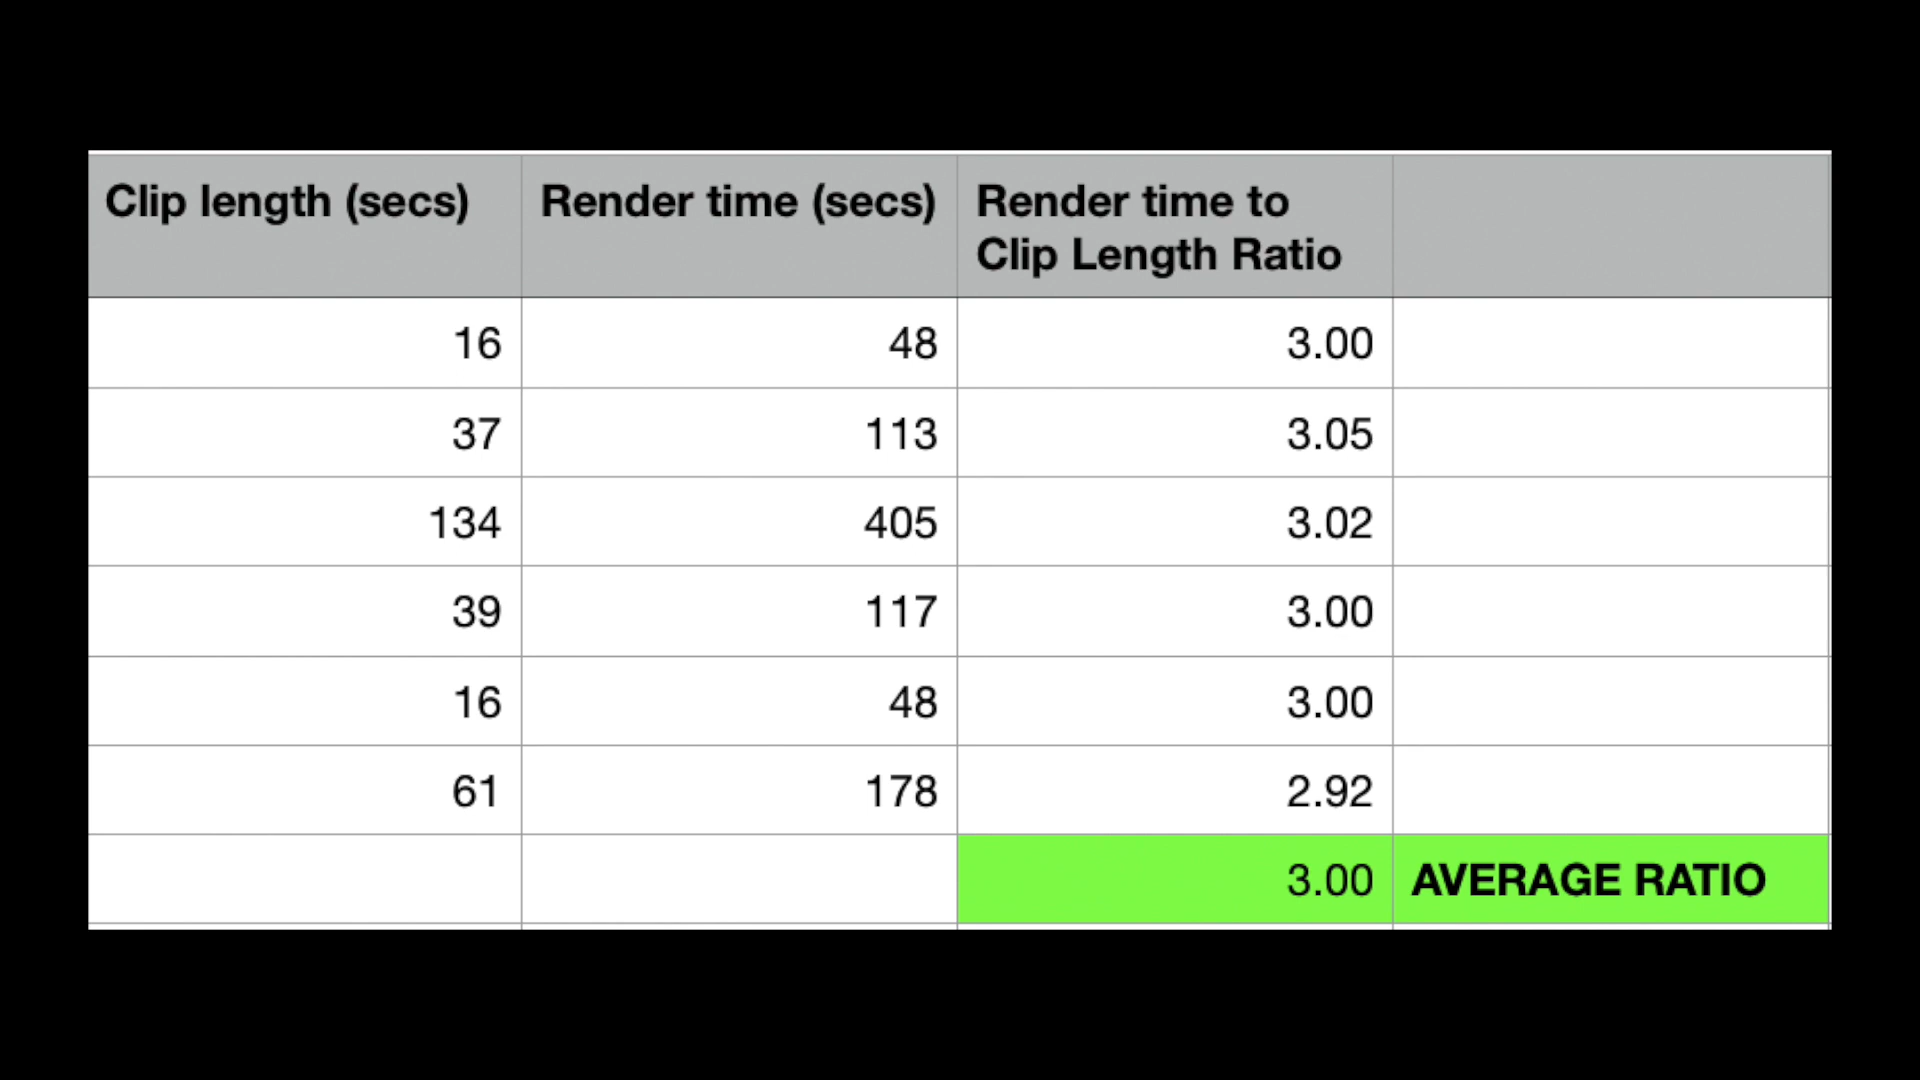 Clip length (secs) Render time (secs) Render time to
Clip Length Ratio
16 48 3.00
37 113 3.05
134 405 3.02
39 117 3.00
16 48 3.00
61 178 2.92
3.00 AVERAGE RATIO